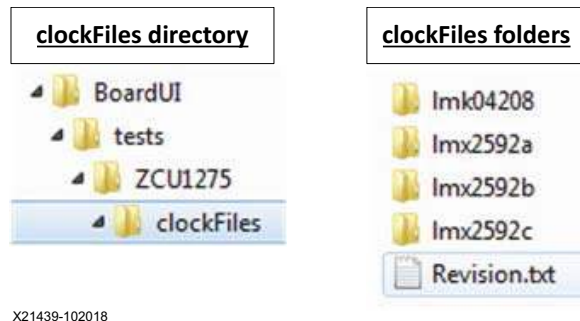 clockFiles directory
BoardUI
tests
ZCU1275
clockFiles
clockFiles folders
lmk04208
lmx2592a
lmx2592b
lmx2592c
Revision.txt
X21439-102018